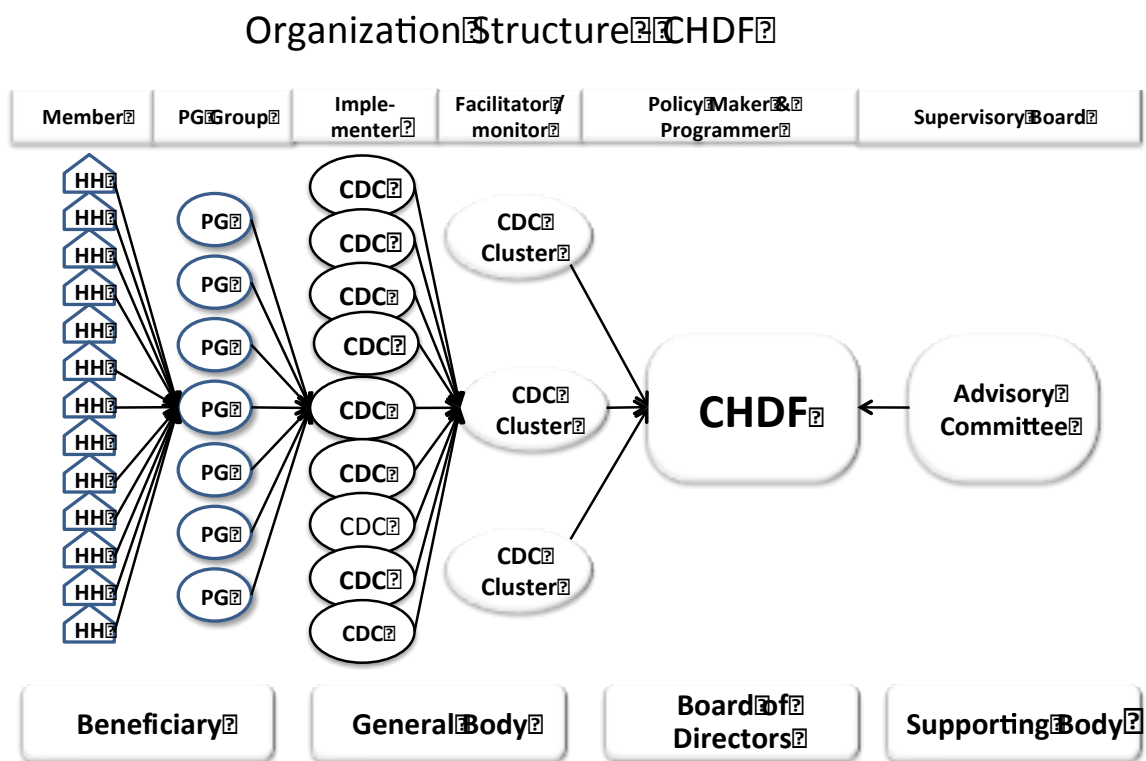 Organization Structure - CHDF
Member
PG Group
Imple-
menter
Facilitator /
monitor
Policy Maker &
Programmer
Supervisory Board
HH
HH
HH
HH
HH
HH
HH
HH
HH
HH
HH
HH
HH
PG
PG
PG
PG
PG
PG
PG
CDC
CDC
CDC
CDC
CDC
CDC
CDC
CDC
CDC
CDC
Cluster
CDC
Cluster
CDC
Cluster
CHDF
Advisory
Committee
Beneficiary
General Body
Board of
Directors
Supporting Body